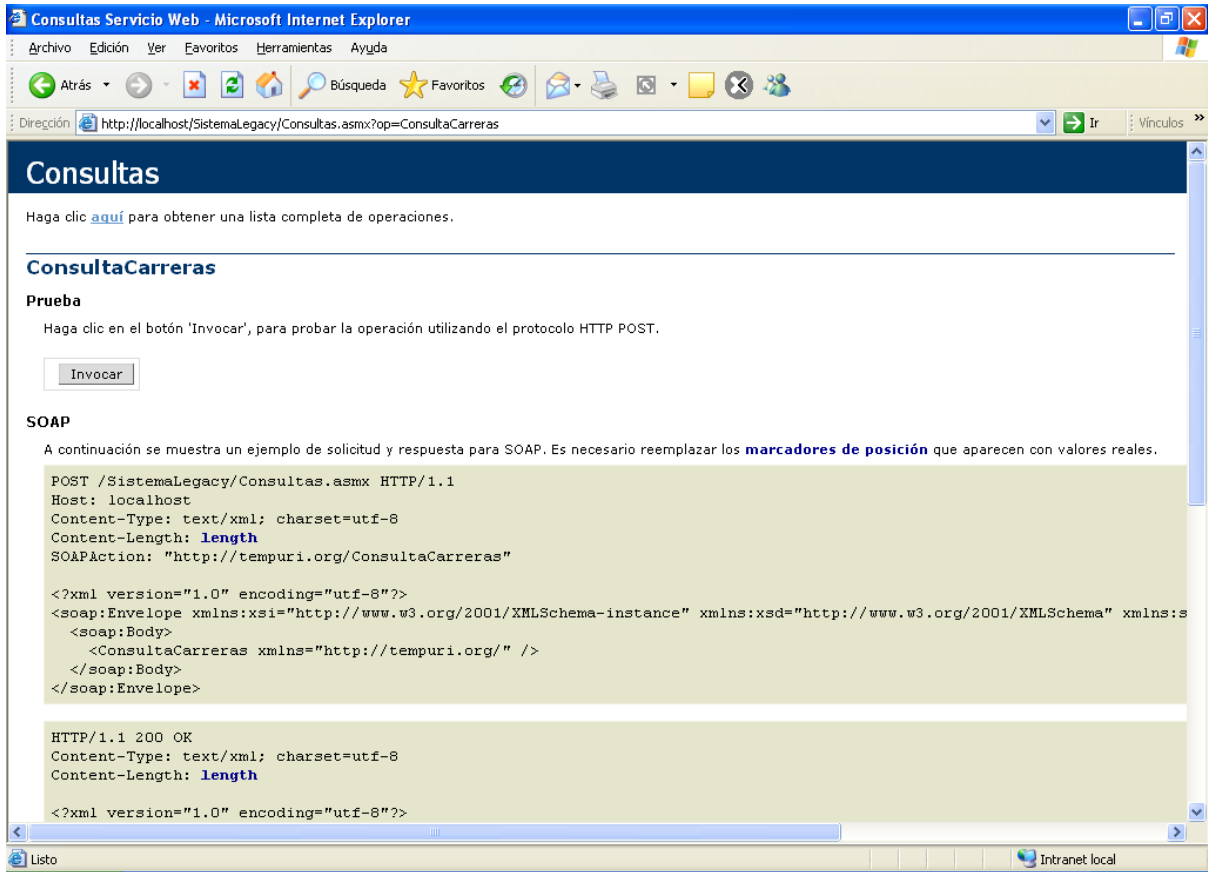 Consultas Servicio Web - Microsoft Internet Explorer
Archivo Edición Ver Favoritos Herramientas Ayuda
Atrás Búsqueda Favoritos
Dirección http://localhost/SistemaLegacy/Consultas.asmx?op=ConsultaCarreras Ir Vínculos »
Consultas
Haga clic aquí para obtener una lista completa de operaciones.
ConsultaCarreras
Prueba
Haga clic en el botón 'Invocar', para probar la operación utilizando el protocolo HTTP POST.
Invocar
SOAP
A continuación se muestra un ejemplo de solicitud y respuesta para SOAP. Es necesario reemplazar los marcadores de posición que aparecen con valores reales.
POST /SistemaLegacy/Consultas.asmx HTTP/1.1
Host: localhost
Content-Type: text/xml; charset=utf-8
Content-Length: length
SOAPAction: "http://tempuri.org/ConsultaCarreras"
<?xml version="1.0" encoding="utf-8"?>
<soap:Envelope xmlns:xsi="http://www.w3.org/2001/XMLSchema-instance" xmlns:xsd="http://www.w3.org/2001/XMLSchema" xmlns:s
<soap:Body>
<ConsultaCarreras xmlns="http://tempuri.org/" />
</soap:Body>
</soap:Envelope>
HTTP/1.1 200 OK
Content-Type: text/xml; charset=utf-8
Content-Length: length
<?xml version="1.0" encoding="utf-8"?>
Listo Intranet local